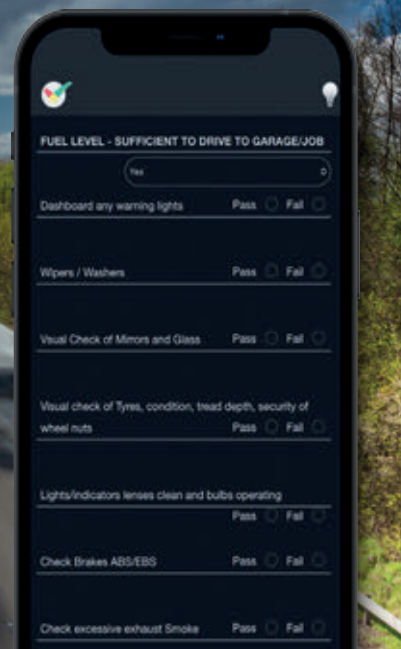 FUEL LEVEL - SUFFICIENT TO DRIVE TO GARAGE/JOB
Yes
Dashboard any warning lights Pass Fail
Wipers / Washers Pass Fail
Visual Check of Mirrors and Glass Pass Fail
Visual check of Tyres, condition, tread depth, security of
wheel nuts Pass Fail
Lights/indicators lenses clean and bulbs operating
Pass Fail
Check Brakes ABS/EBS Pass Fail
Check excessive exhaust Smoke Pass Fail